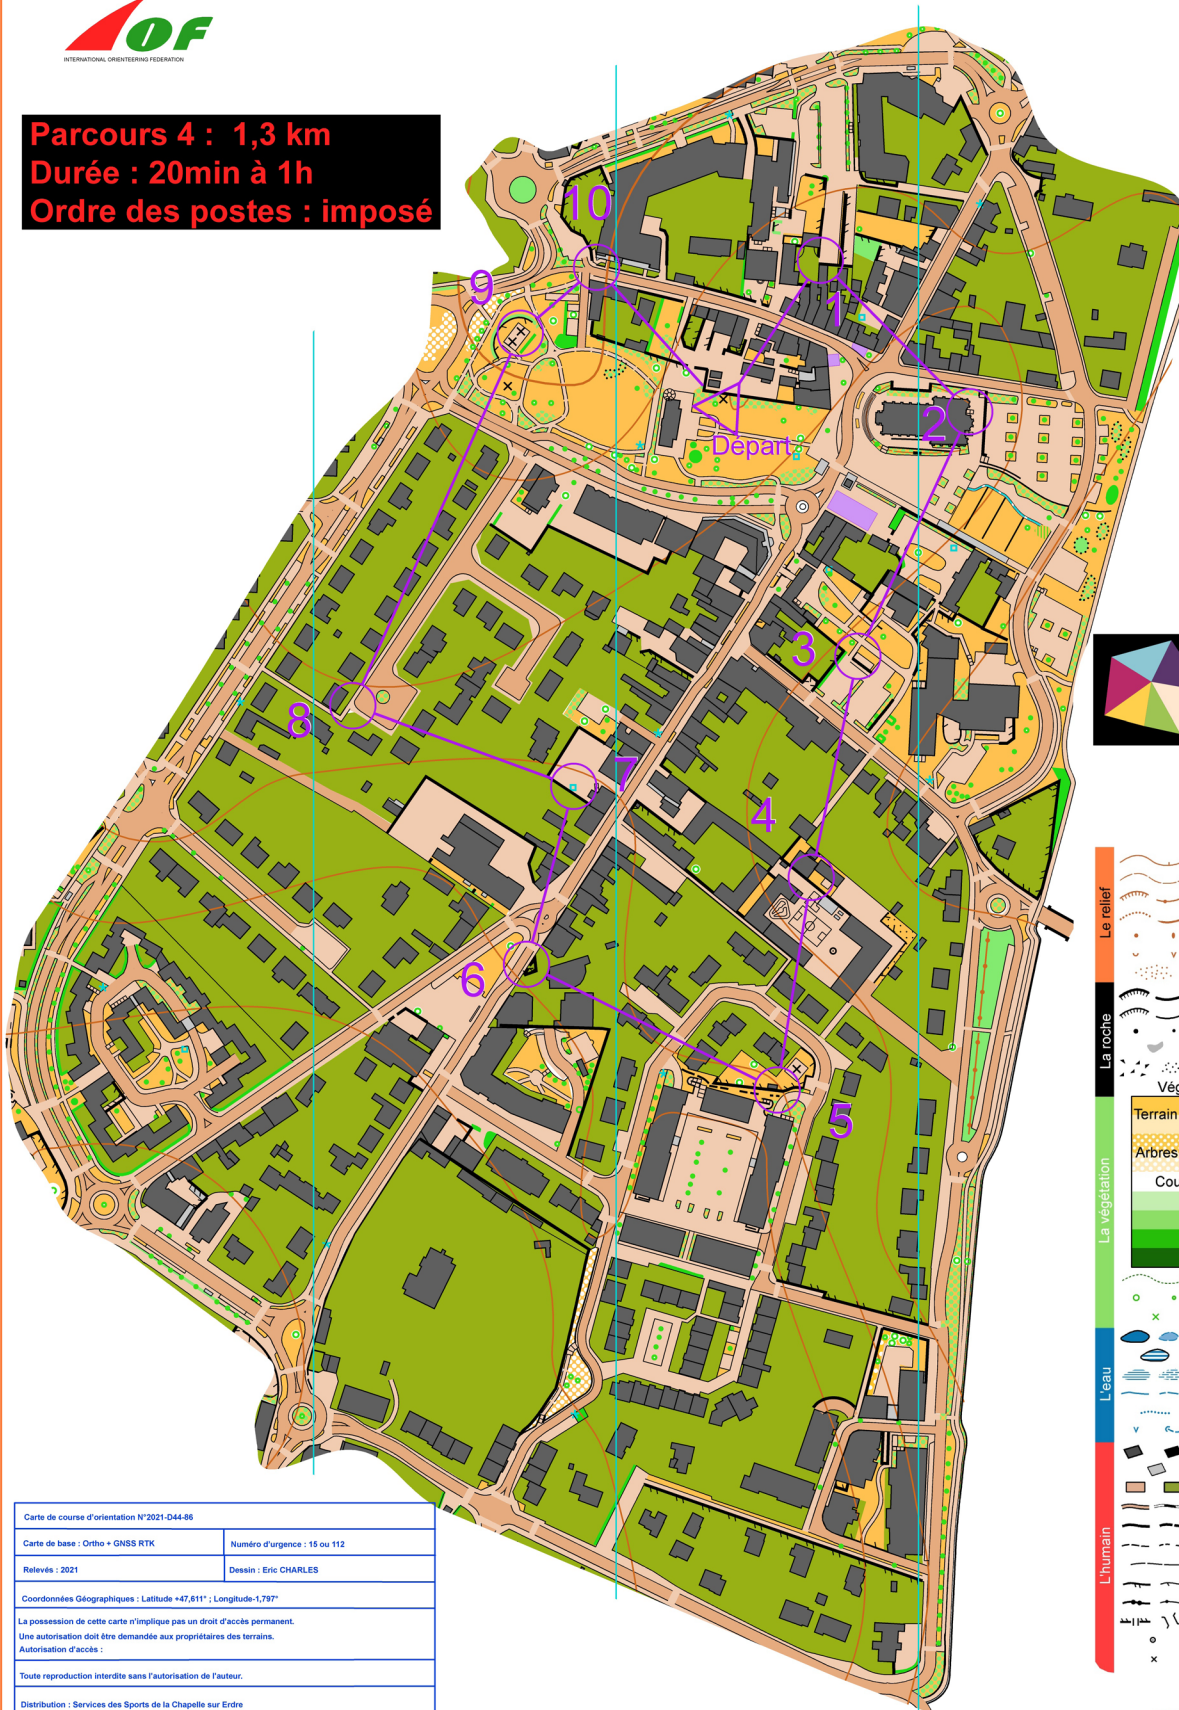 OF
INTERNATIONAL ORIENTEERING FEDERATION
Parcours 4 : 1,3 km
Durée : 20min à 1h
Ordre des postes : imposé
10
9
1
2
Départ
3
8
7
4
6
5
Le relief
La roche
Vég
Terrain
Arbres
Cou
La végétation
L'eau
L'humain
Carte de course d'orientation N°2021-D44-86
Carte de base : Ortho + GNSS RTK
Numéro d'urgence : 15 ou 112
Relevés : 2021
Dessin : Eric CHARLES
Coordonnées Géographiques : Latitude +47,611° ; Longitude-1,797°
La possession de cette carte n'implique pas un droit d'accès permanent.
Une autorisation doit être demandée aux propriétaires des terrains.
Autorisation d'accès :
Toute reproduction interdite sans l'autorisation de l'auteur.
Distribution : Services des Sports de la Chapelle sur Erdre